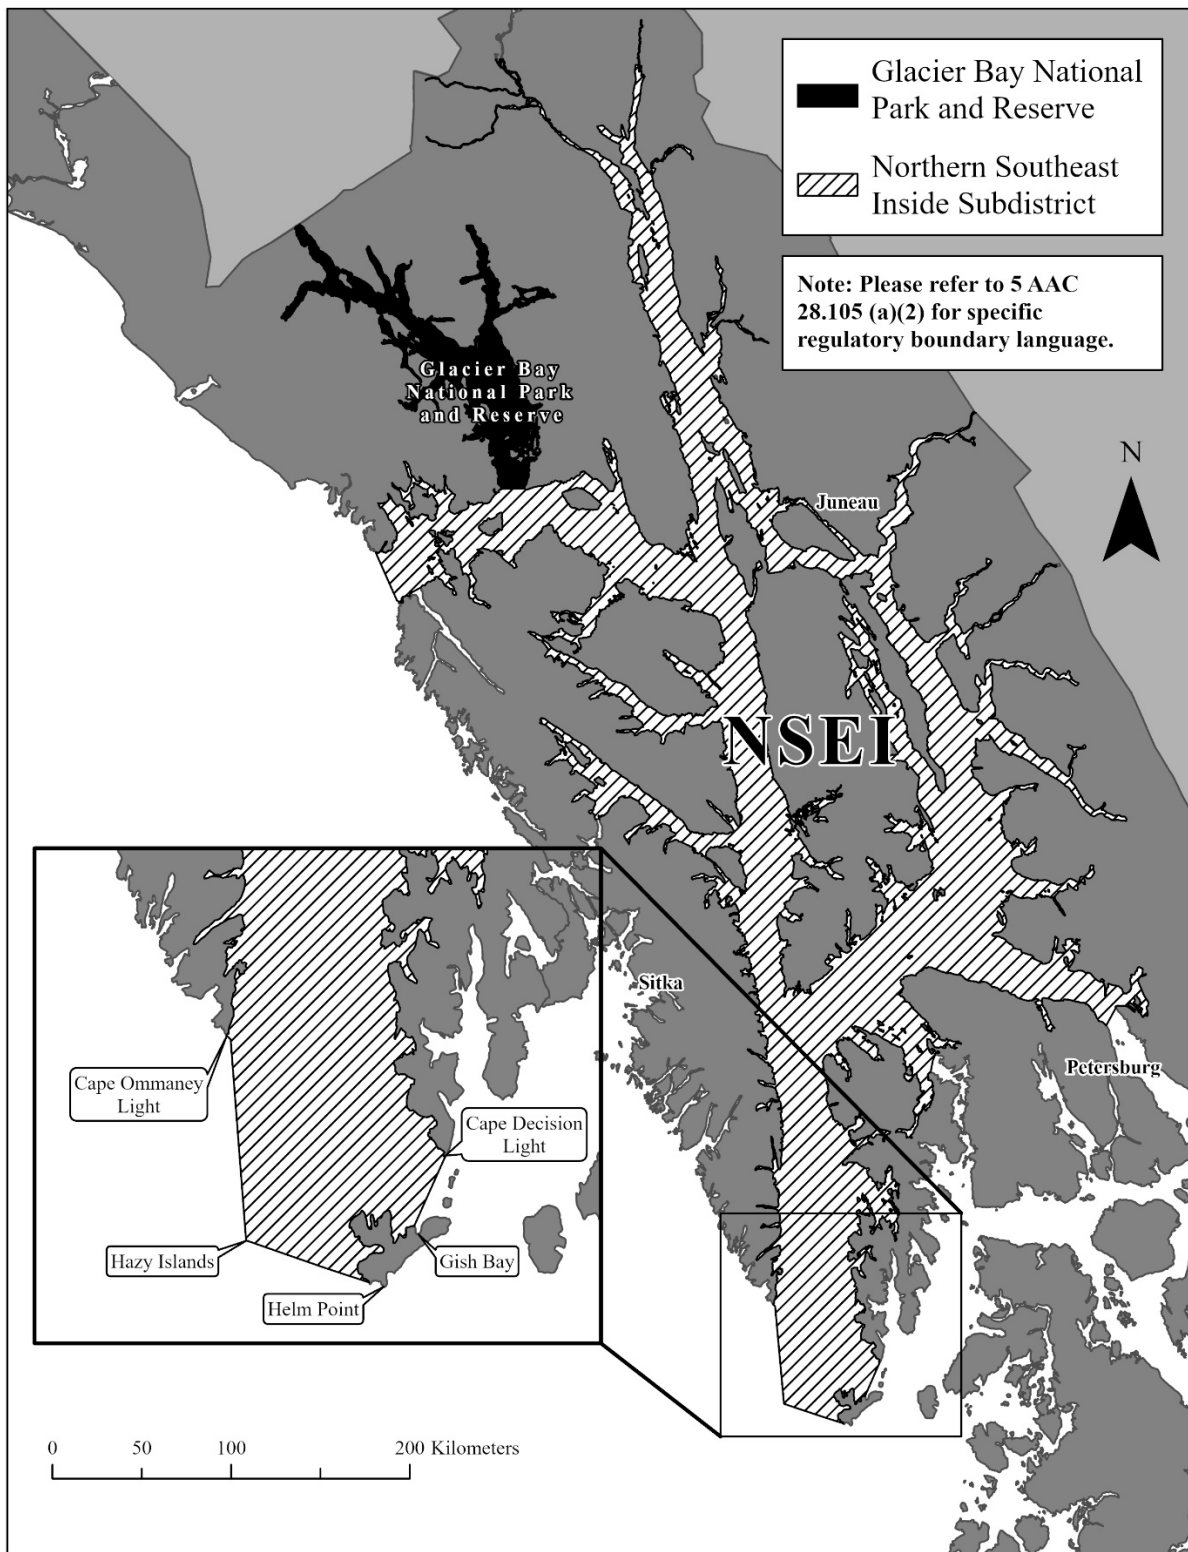 Glacier Bay National
Park and Reserve
Northern Southeast
Inside Subdistrict
Note: Please refer to 5 AAC
28.105 (a)(2) for specific
regulatory boundary language.
Glacier Bay
National Park
and Reserve
N
Juneau
NSEI
Sitka
Petersburg
Cape Ommaney
Light
Cape Decision
Light
Hazy Islands
Gish Bay
Helm Point
0 50 100 200 Kilometers